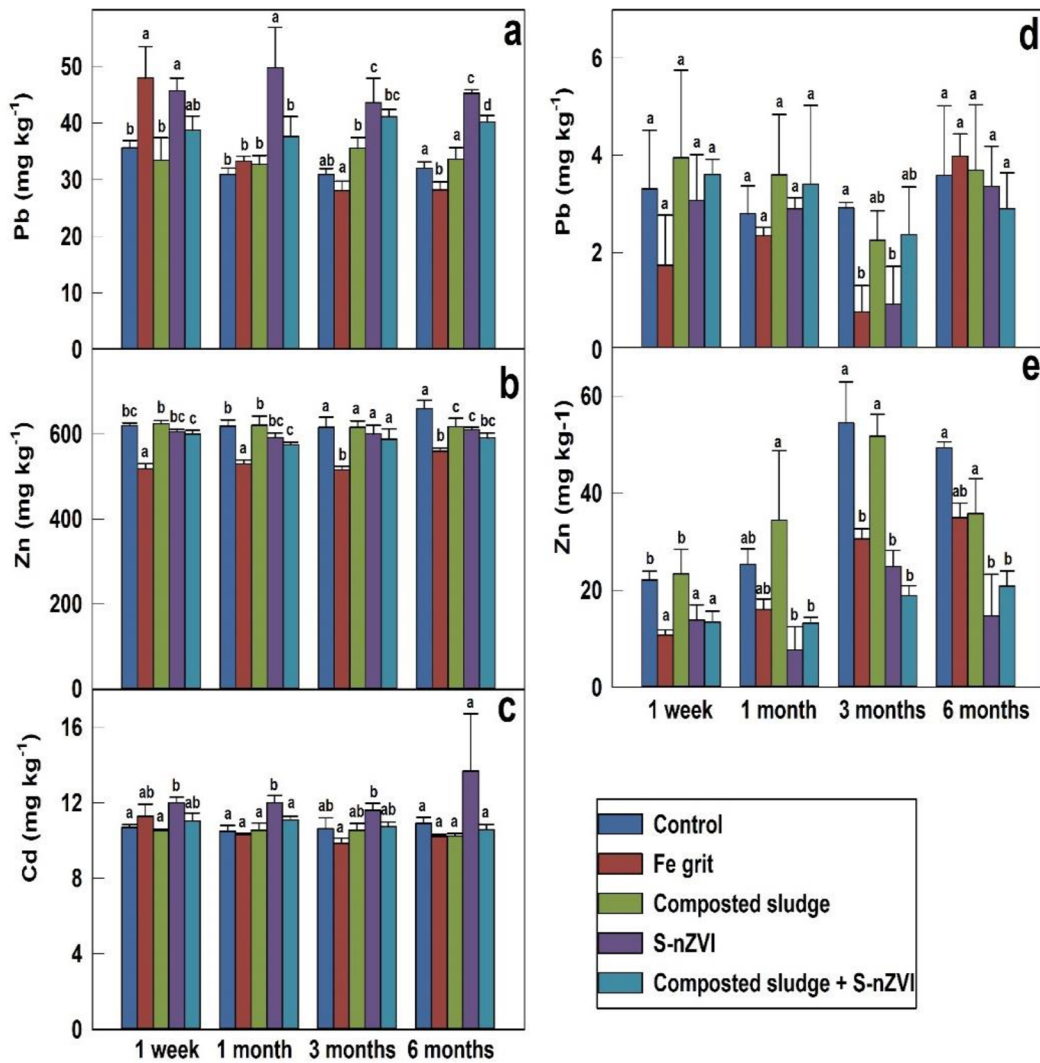 a
Pb (mg kg-1)
50
40
30
20
10
0
b a b a ab
b b b a b
ab a b c bc
a b a c d
b
Zn (mg kg-1)
600
400
200
0
bc a b bc c
b a b bc c
a b a a a
a b c c bc
c
Cd (mg kg-1)
16
12
8
4
0
a ab a b ab
a a a b a
ab a ab b ab
a a a a a
1 week 1 month 3 months 6 months
d
Pb (mg kg-1)
6
4
2
0
a a a a a
a a a a a
a b ab b ab
a a a a a
e
Zn (mg kg-1)
60
40
20
0
b a b a a
ab ab a b b
a b a b b
a ab a b b
1 week 1 month 3 months 6 months
Control
Fe grit
Composted sludge
S-nZVI
Composted sludge + S-nZVI